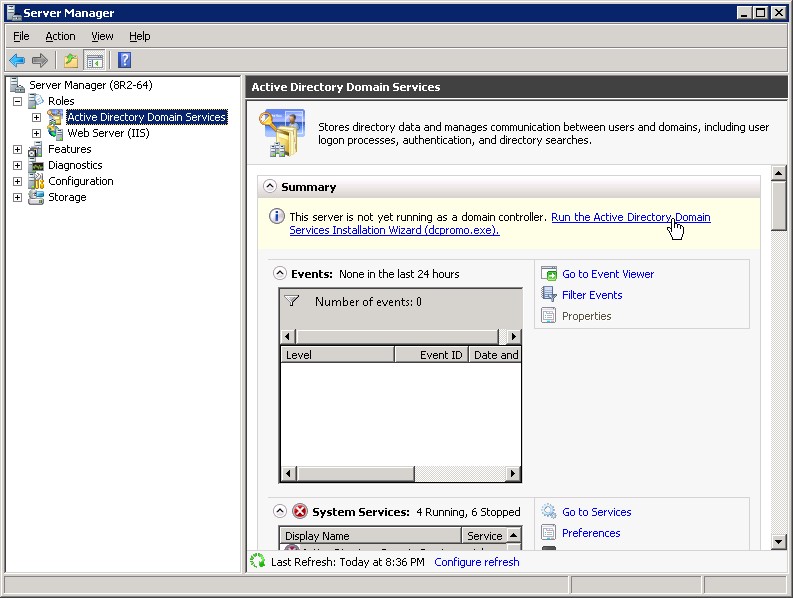 Server Manager
File Action View Help
Server Manager (8R2-64)
Roles
Active Directory Domain Services
Web Server (IIS)
Features
Diagnostics
Configuration
Storage
Active Directory Domain Services
Stores directory data and manages communication between users and domains, including user
logon processes, authentication, and directory searches.
Summary
This server is not yet running as a domain controller. Run the Active Directory Domain
Services Installation Wizard (dcpromo.exe).
Events: None in the last 24 hours
Number of events: 0
Level Event ID Date and
Go to Event Viewer
Filter Events
Properties
System Services: 4 Running, 6 Stopped
Display Name Service
Go to Services
Preferences
Last Refresh: Today at 8:36 PM Configure refresh